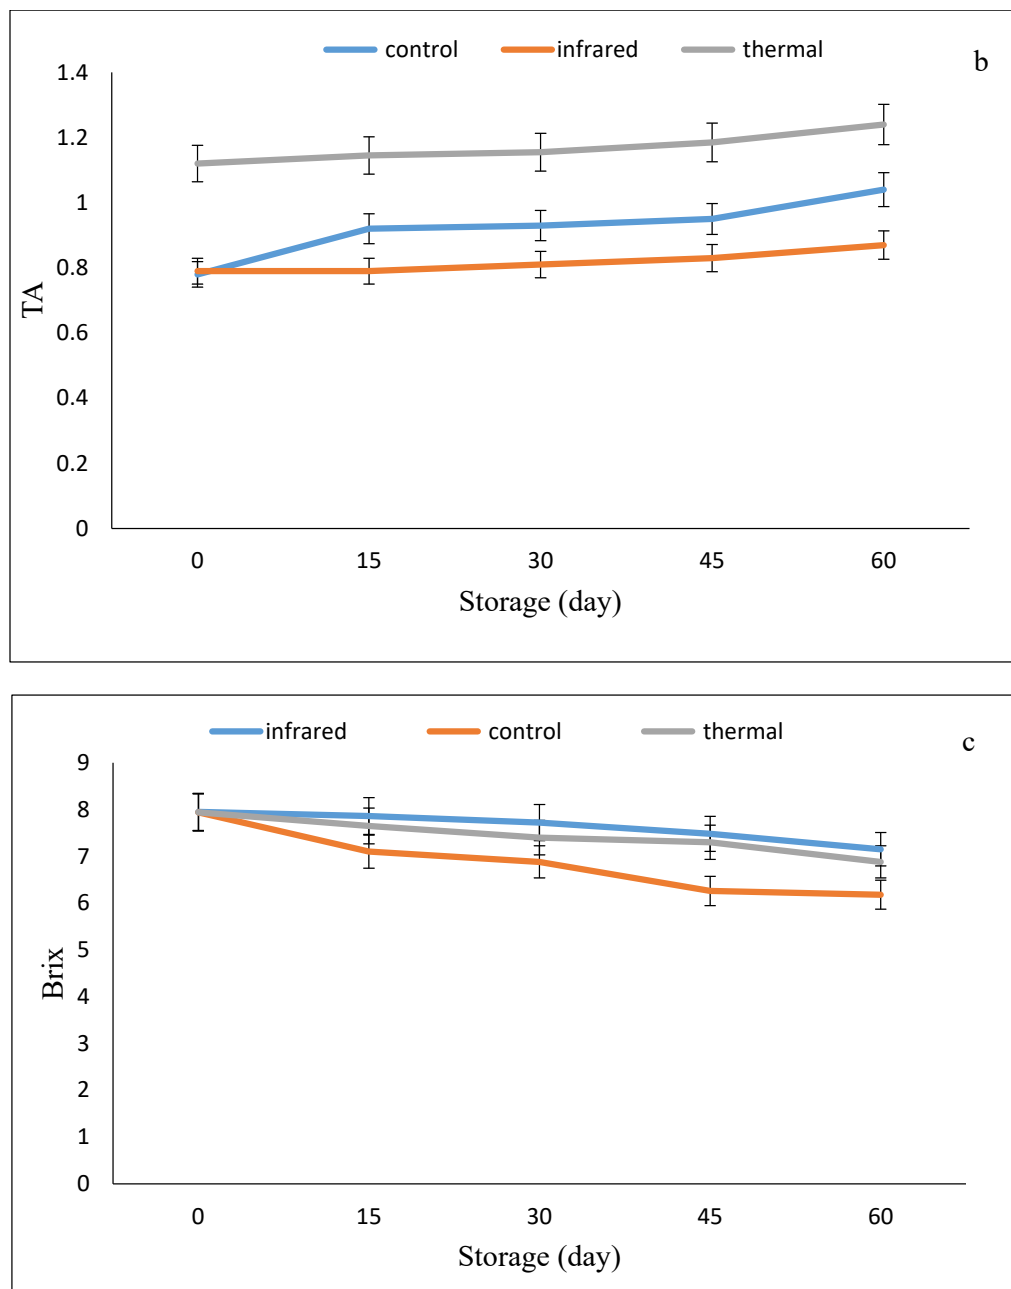 control infrared thermal
b
1.4
1.2
1
0.8
0.6
0.4
0.2
0
TA
0 15 30 45 60
Storage (day)
infrared control thermal
c
9
8
7
6
5
4
3
2
1
0
Brix
0 15 30 45 60
Storage (day)